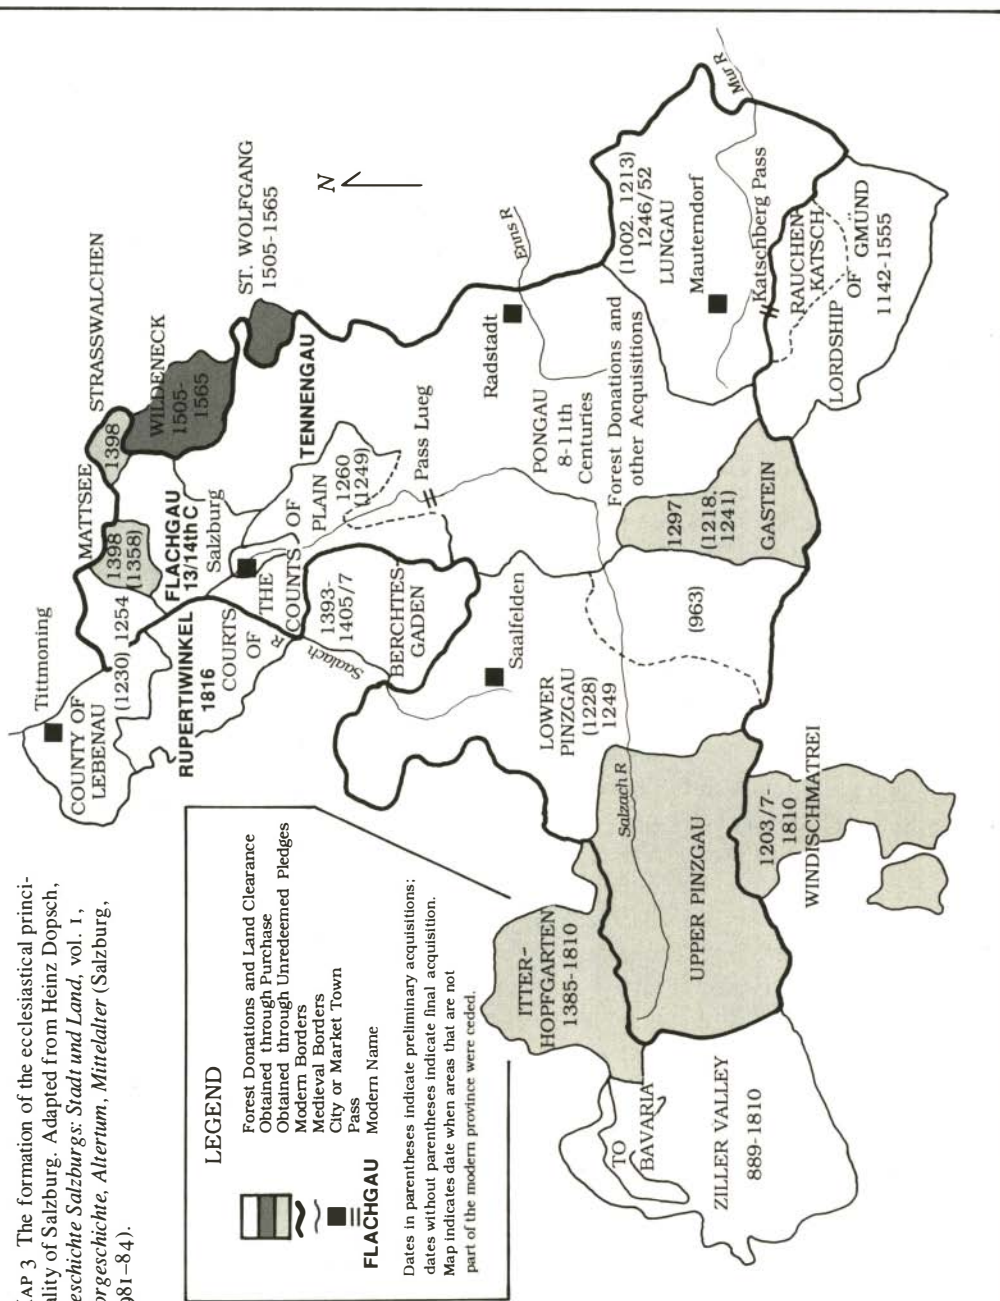 AP 3 The formation of the ecclesiastical princi-
ality of Salzburg. Adapted from Heinz Dopsch,
eschichte Salzburgs: Stadt und Land, vol. 1,
orgeschichte, Altertum, Mittelalter (Salzburg,
981–84).
LEGEND
Forest Donations and Land Clearance
Obtained through Purchase
Obtained through Unredeemed Pledges
Modern Borders
Medieval Borders
City or Market Town
Pass
FLACHGAU Modern Name
Dates in parentheses indicate preliminary acquisitions;
dates without parentheses indicate final acquisition.
Map indicates date when areas that are not
part of the modern province were ceded.
Tittmoning
COUNTY OF
LEBENAU
(1230) 1254
MATTSEE
1398
(1358)
STRASSWALCHEN
1398
WILDENECK
1505-
1565
ST. WOLFGANG
1505-1565
N
FLACHGAU
13/14th C
Salzburg
RUPERTIWINKEL
1816
COURTS
OF
THE
COUNTS OF
PLAIN
1260
(1249)
TENNENGAU
Saalach R
1393-
1405/7
BERCHTES-
GADEN
Pass Lueg
Radstadt
Enns R
Mur R
(1002. 1213)
1246/52
LUNGAU
Mauterndorf
Katschberg Pass
RAUCHEN-
KATSCH
LORDSHIP
OF
GMÜND
1142-1555
PONGAU
8-11th
Centuries
Forest Donations and
other Acquisitions
1297
(1218.
1241)
GASTEIN
Saalfelden
LOWER
PINZGAU
(1228)
1249
(963)
Salzach R
UPPER PINZGAU
1203/7-
1810
WINDISCHMATREI
ITTER-
HOPFGARTEN
1385-1810
TO
BAVARIA
ZILLER VALLEY
889-1810